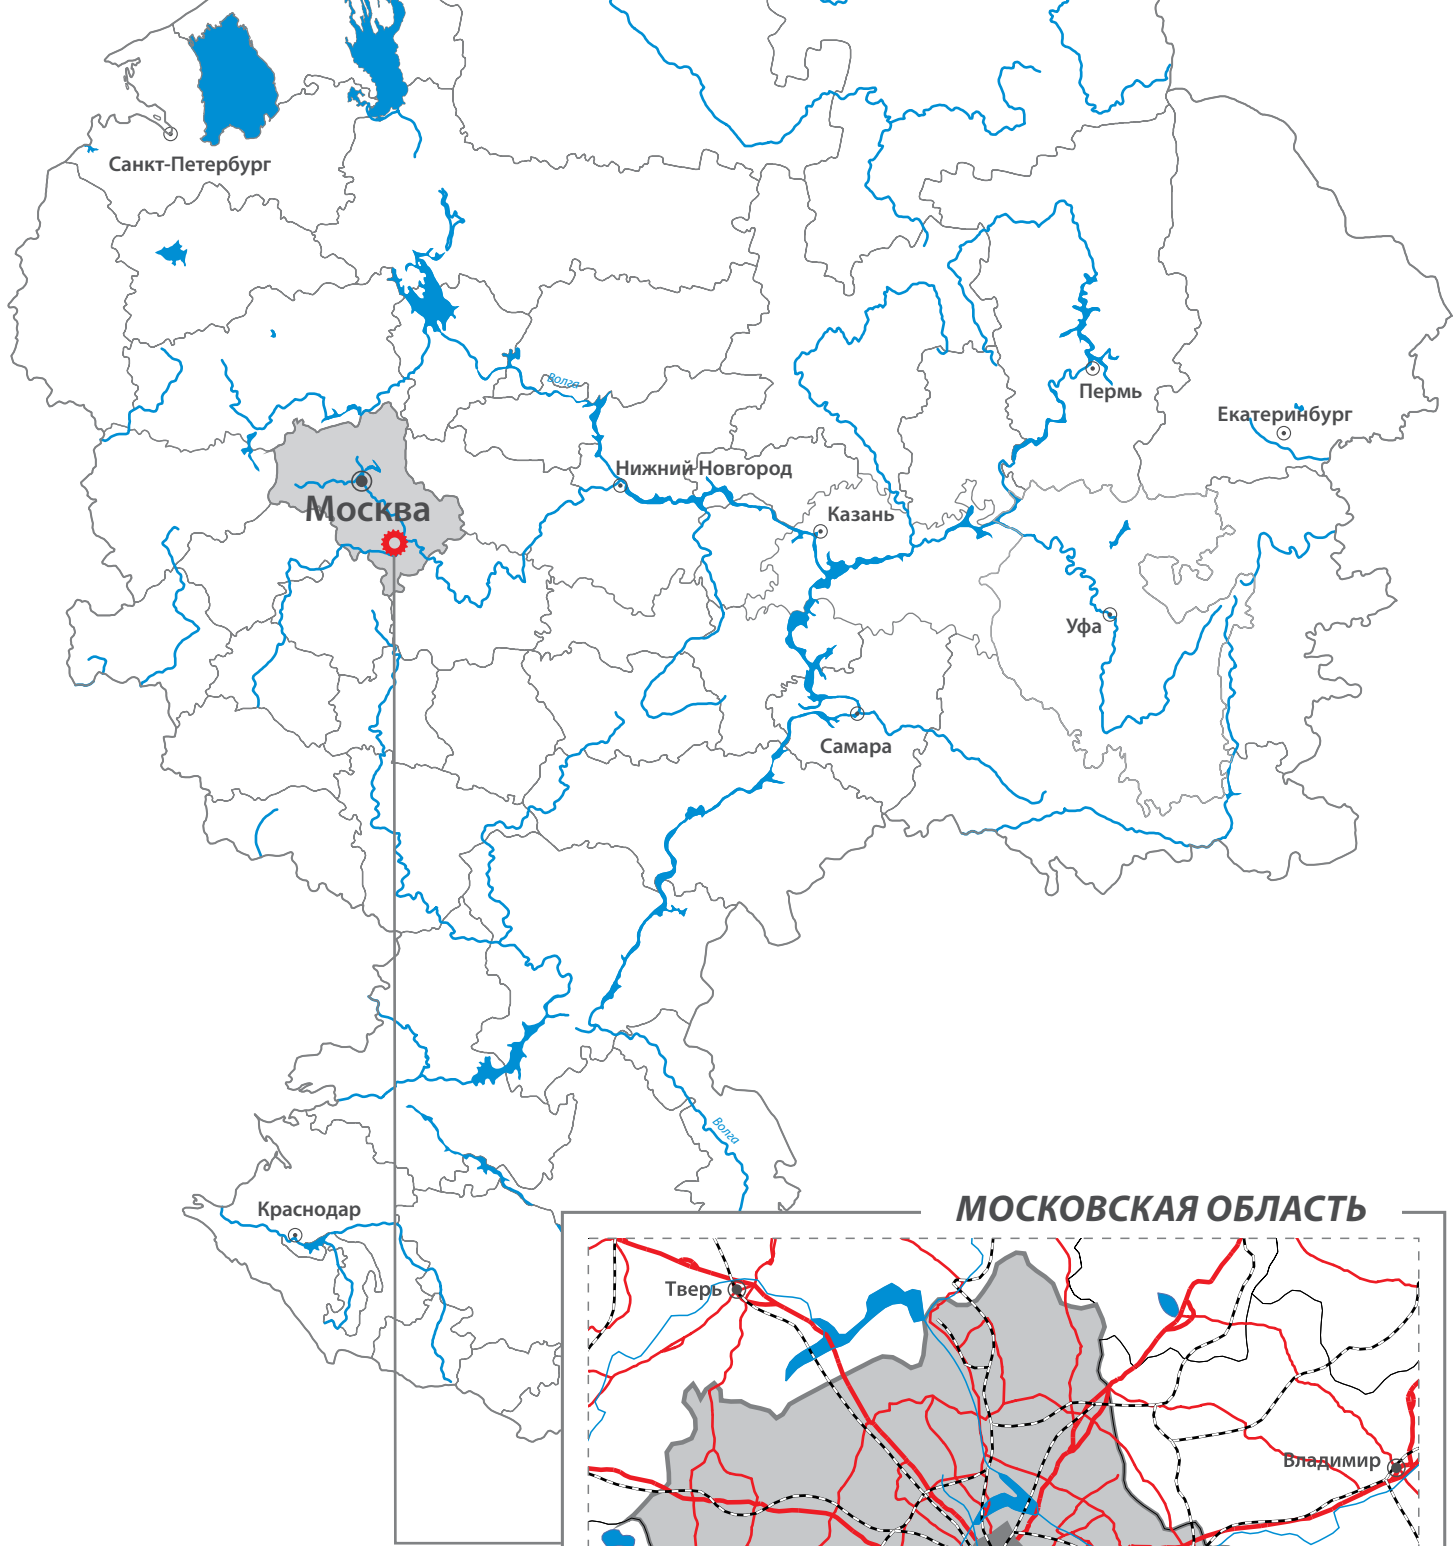 Санкт-Петербург
Волга
Пермь
Екатеринбург
Нижний Новгород
Москва
Казань
Уфа
Самара
Волга
Краснодар
МОСКОВСКАЯ ОБЛАСТЬ
Тверь
Владимир